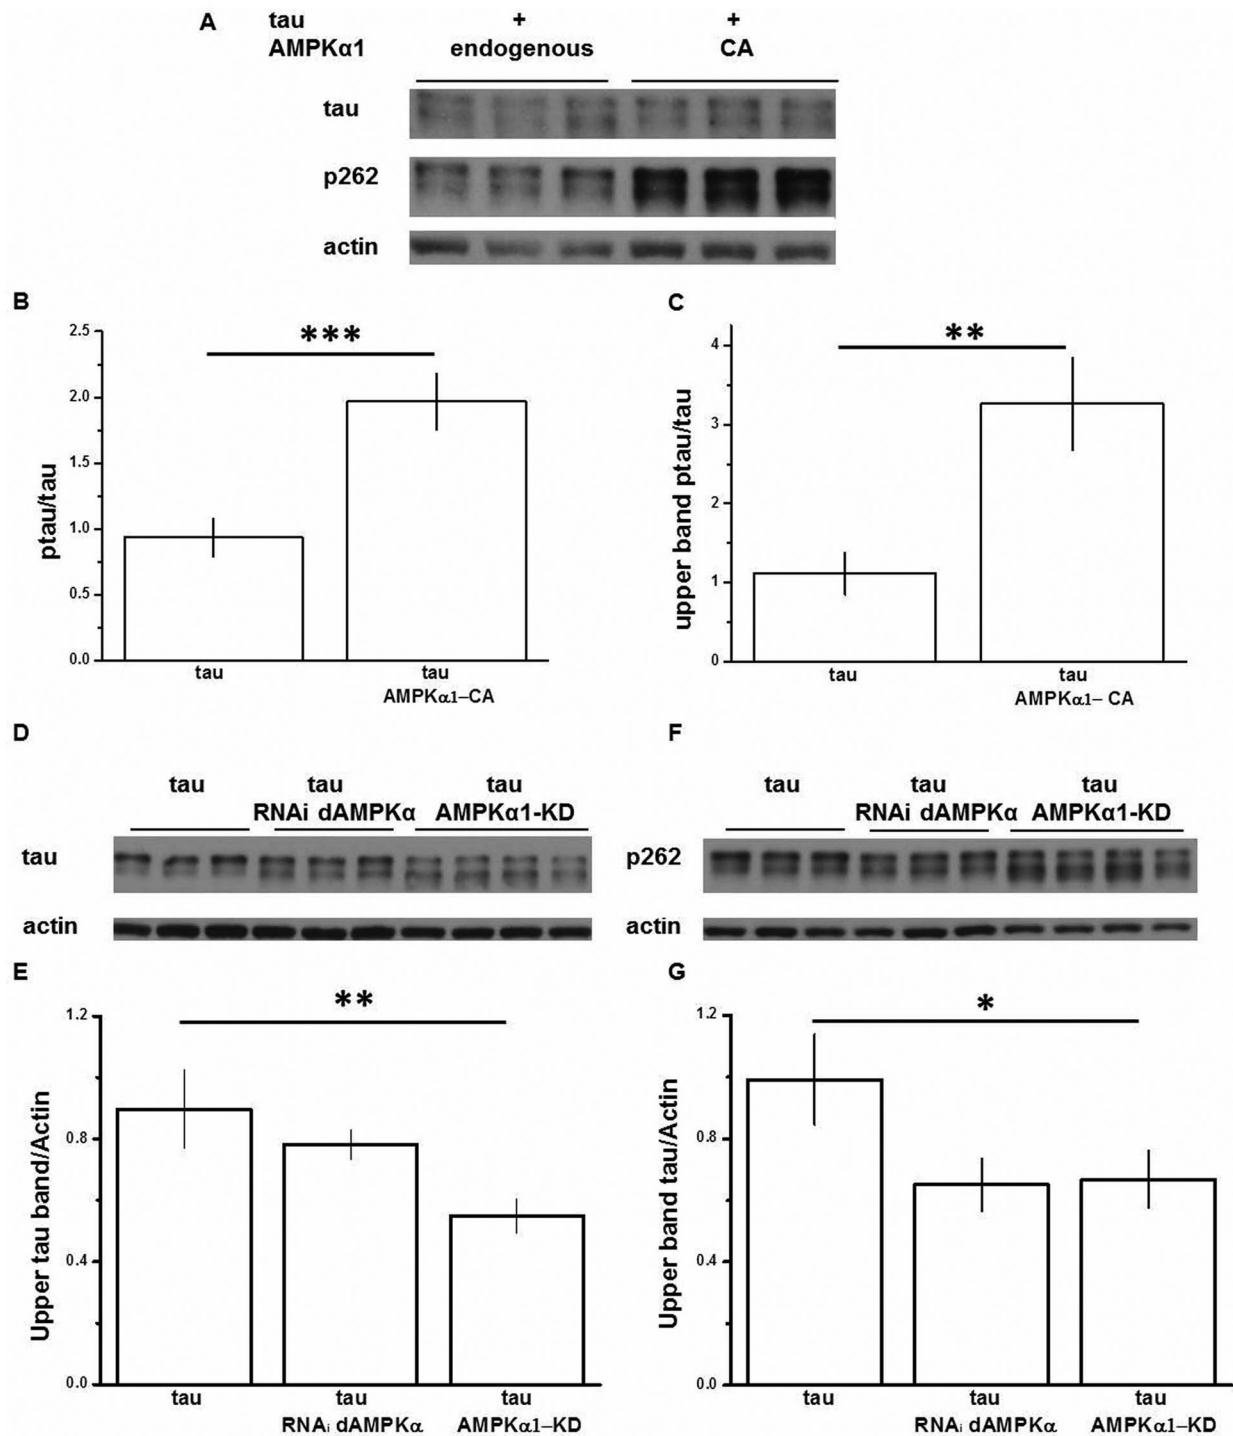 A tau + +
AMPKα1 endogenous CA
tau
p262
actin
B
***
2.5
2.0
1.5
1.0
0.5
0.0
ptau/tau
tau tau
AMPKα1–CA
C
**
4
3
2
1
0
upper band ptau/tau
tau tau
AMPKα1– CA
D
tau tau tau
RNAi dAMPKα AMPKα1-KD
tau
actin
F
tau tau tau
RNAi dAMPKα AMPKα1-KD
p262
actin
E
**
1.2
0.8
0.4
0.0
Upper tau band/Actin
tau tau tau
RNAi dAMPKα AMPKα1–KD
G
*
1.2
0.8
0.4
0.0
Upper band tau/Actin
tau tau tau
RNAi dAMPKα AMPKα1–KD